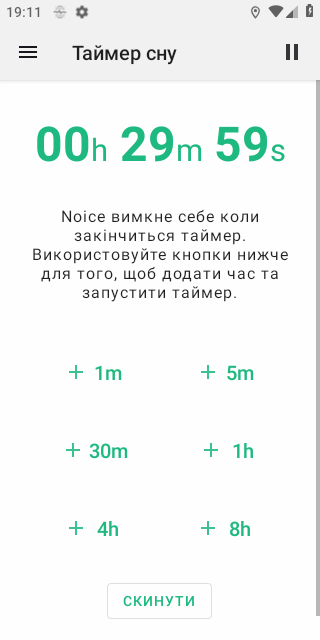 19:11
Таймер сну
00h 29m 59s
Noice вимкне себе коли
закінчиться таймер.
Використовуйте кнопки нижче
для того, щоб додати час та
запустити таймер.
+ 1m + 5m
+ 30m + 1h
+ 4h + 8h
СКИНУТИ